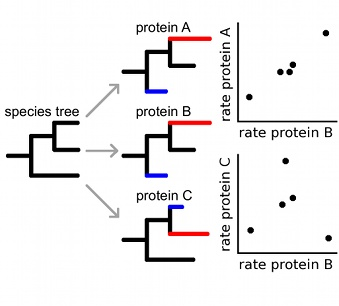 protein A
species tree
protein B
protein C
rate protein A
rate protein B
rate protein C
rate protein B